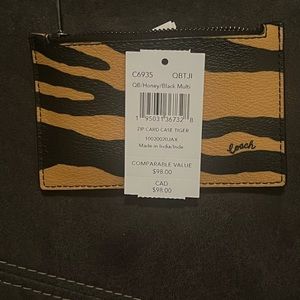 C6935 QBTJI
QB/Honey/Black Multi
1 95031 36732 8
ZIP CARD CASE TIGER
Made in India/Inde
COMPARABLE VALUE
$98.00
CAD
$98.00
Coach